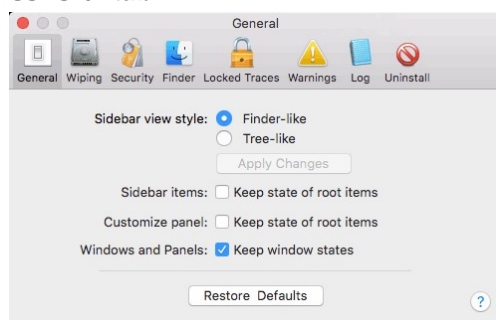 General
General Wiping Security Finder Locked Traces Warnings Log Uninstall
Sidebar view style: Finder-like
Tree-like
Apply Changes
Sidebar items: Keep state of root items
Customize panel: Keep state of root items
Windows and Panels: Keep window states
Restore Defaults
?